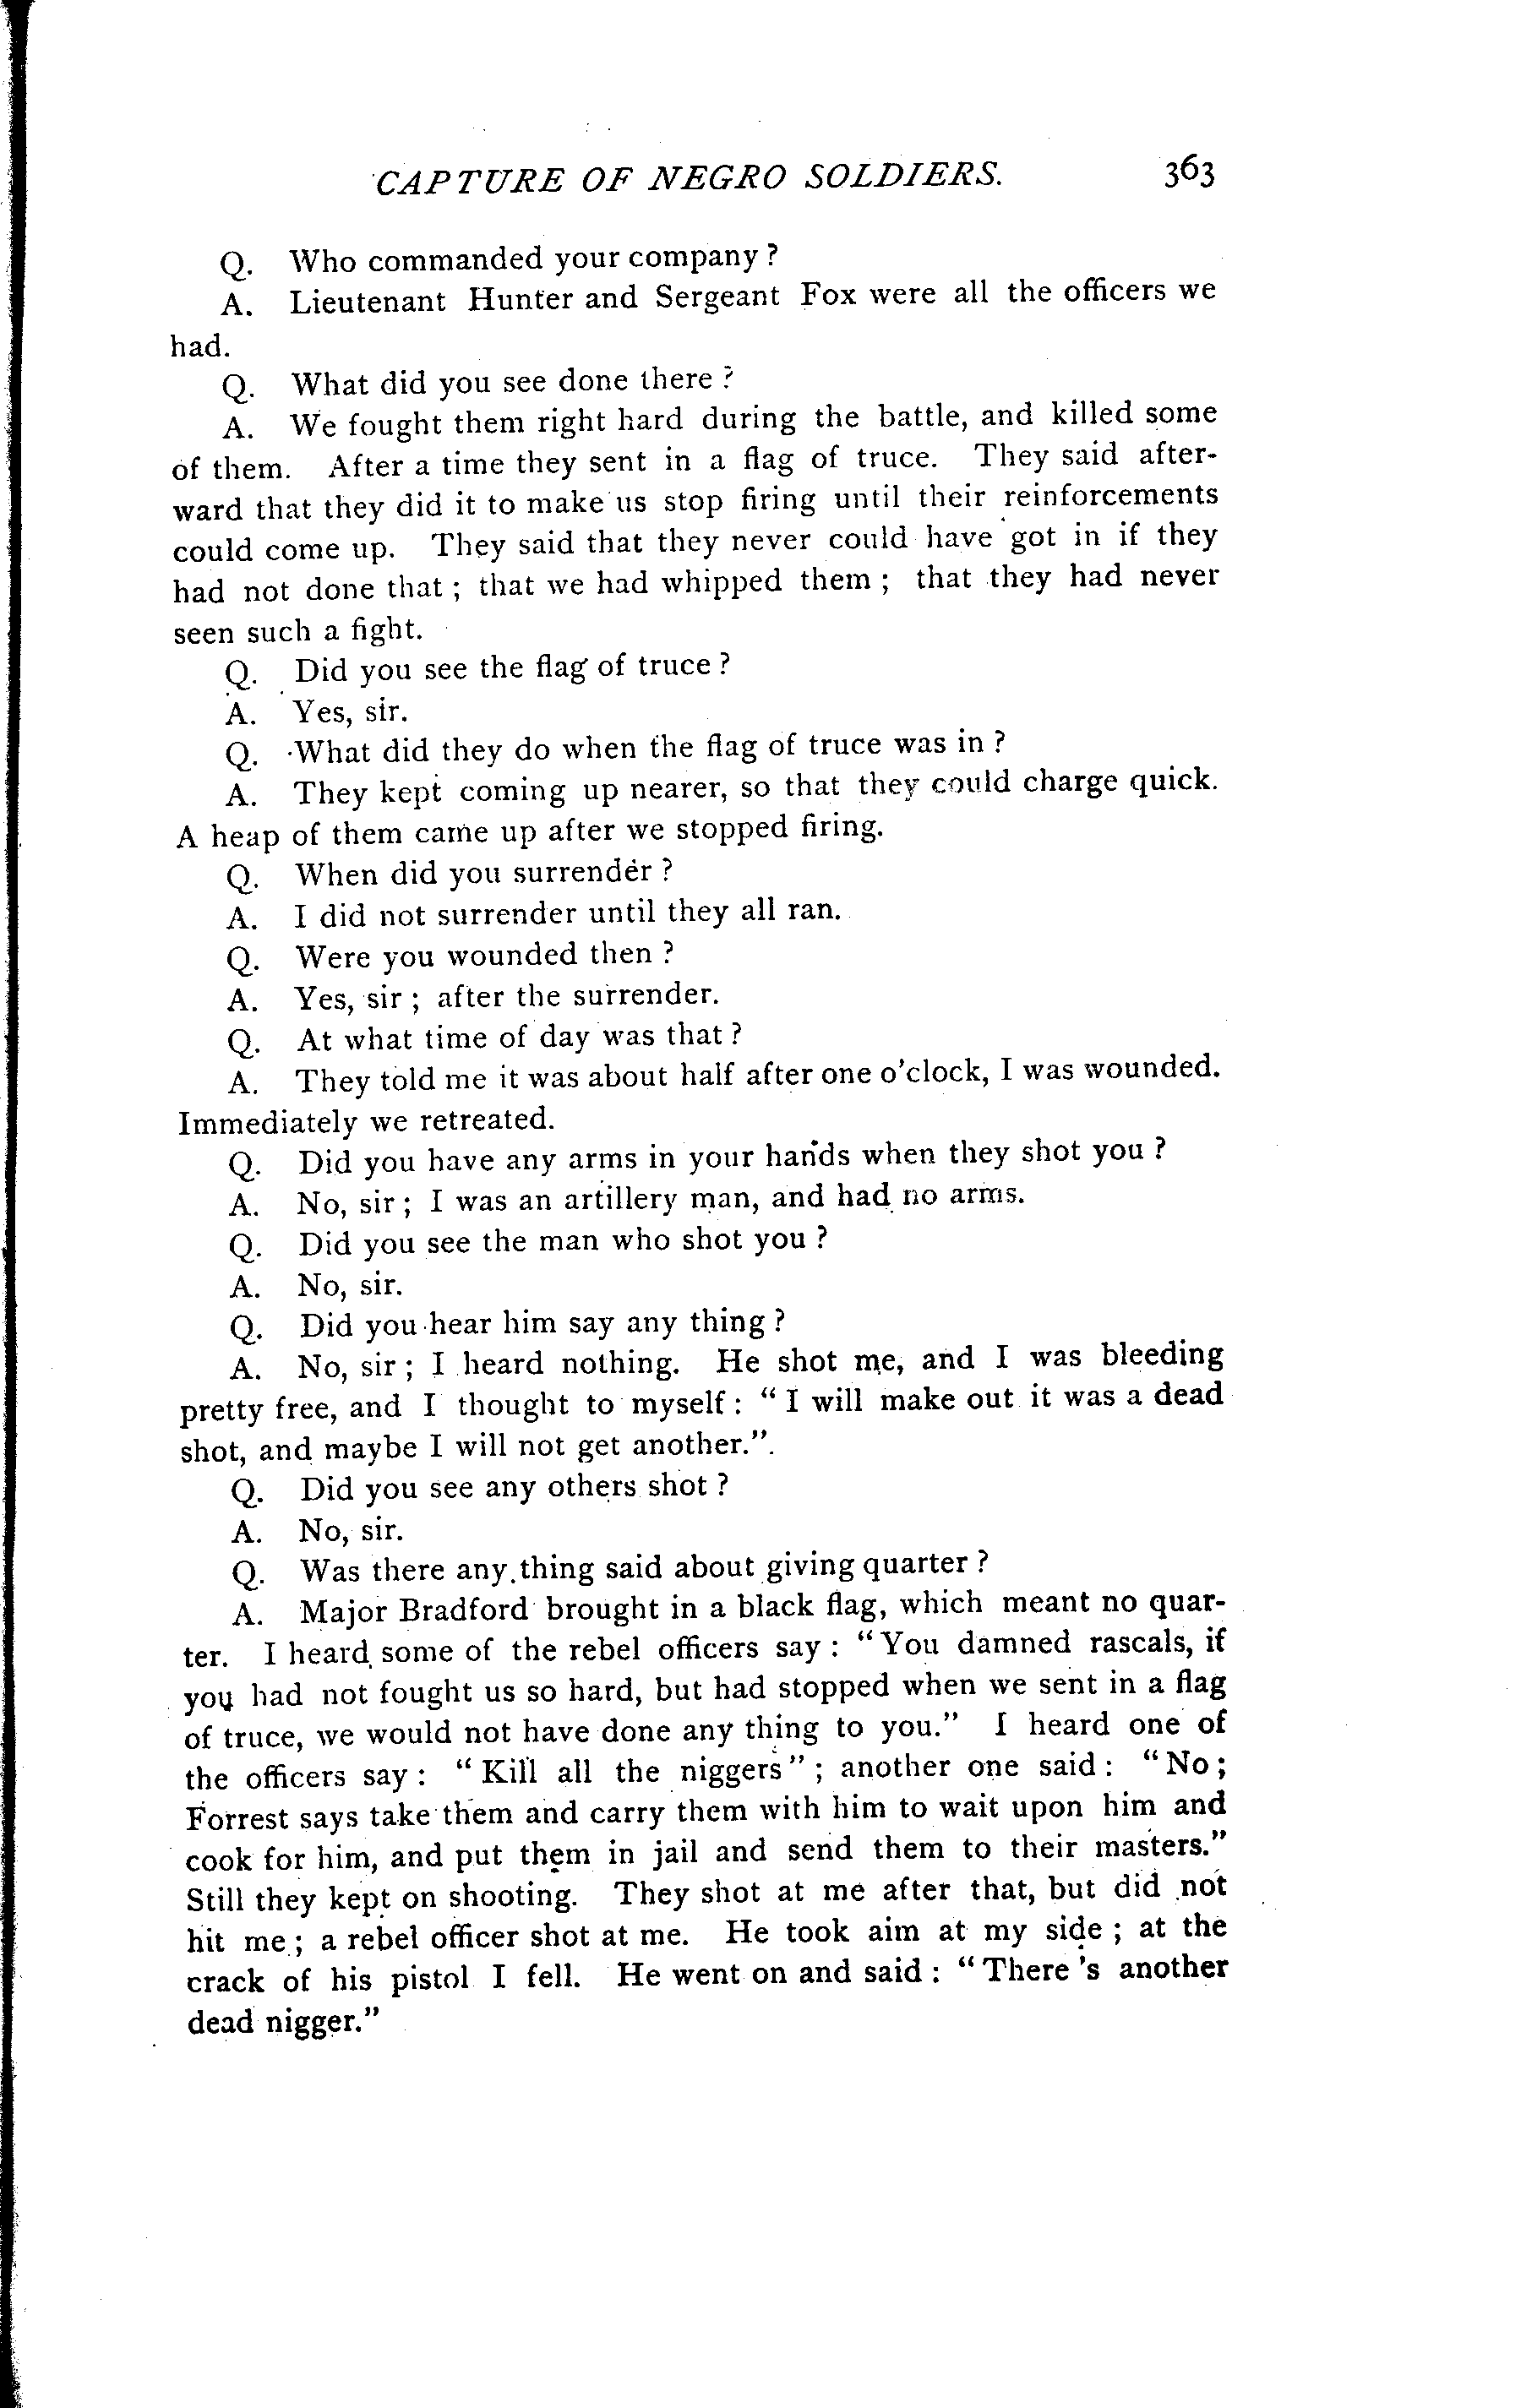 CAPTURE OF NEGRO SOLDIERS. 363
Q. Who commanded your company ?
A. Lieutenant Hunter and Sergeant Fox were all the officers we
had.
Q. What did you see done there ?
A. We fought them right hard during the battle, and killed some
of them. After a time they sent in a flag of truce. They said after-
ward that they did it to make us stop firing until their reinforcements
could come up. They said that they never could have got in if they
had not done that ; that we had whipped them ; that they had never
seen such a fight.
Q. Did you see the flag of truce ?
A. Yes, sir.
Q. What did they do when the flag of truce was in ?
A. They kept coming up nearer, so that they could charge quick.
A heap of them came up after we stopped firing.
Q. When did you surrender ?
A. I did not surrender until they all ran.
Q. Were you wounded then ?
A. Yes, sir ; after the surrender.
Q. At what time of day was that ?
A. They told me it was about half after one o'clock, I was wounded.
Immediately we retreated.
Q. Did you have any arms in your hands when they shot you ?
A. No, sir ; I was an artillery man, and had no arms.
Q. Did you see the man who shot you ?
A. No, sir.
Q. Did you hear him say any thing ?
A. No, sir ; I heard nothing. He shot me, and I was bleeding
pretty free, and I thought to myself : "I will make out it was a dead
shot, and maybe I will not get another."
Q. Did you see any others shot ?
A. No, sir.
Q. Was there any thing said about giving quarter ?
A. Major Bradford brought in a black flag, which meant no quar-
ter. I heard some of the rebel officers say : "You damned rascals, if
you had not fought us so hard, but had stopped when we sent in a flag
of truce, we would not have done any thing to you." I heard one of
the officers say : "Kill all the niggers" ; another one said : "No ;
Forrest says take them and carry them with him to wait upon him and
cook for him, and put them in jail and send them to their masters."
Still they kept on shooting. They shot at me after that, but did not
hit me ; a rebel officer shot at me. He took aim at my side ; at the
crack of his pistol I fell. He went on and said : "There 's another
dead nigger."